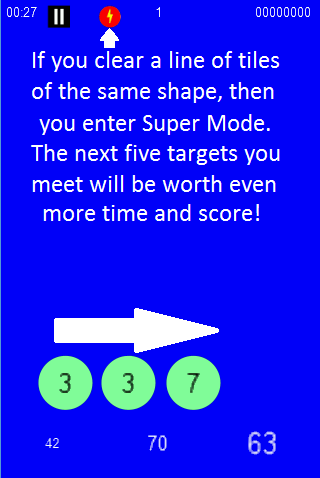 00:27 1 00000000
If you clear a line of tiles
of the same shape, then
you enter Super Mode.
The next five targets you
meet will be worth even
more time and score!
3 3 7
42 70 63